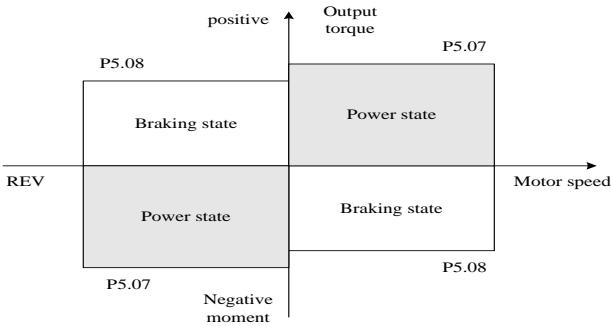 positive
Output
torque
P5.07
P5.08
Braking state
Power state
REV
Motor speed
Power state
Braking state
P5.07
P5.08
Negative
moment